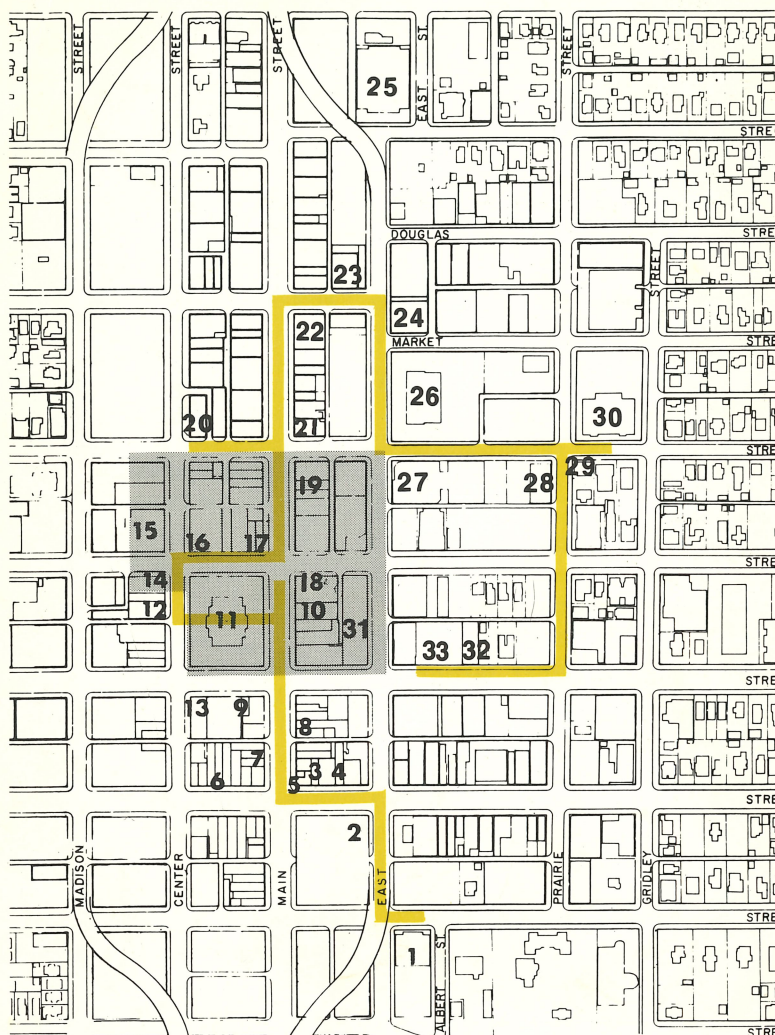 STREET
STREET
STREET
EAST ST.
STREET
25
STRE
DOUGLAS
STRE
STREET
23
24
22
MARKET
STRE
26
20
21
30
STRE
19
27
28
29
15
16
17
STRE
14
18
12
11
10
31
33
32
STRE
13
9
8
7
3
4
6
5
STRE
2
MADISON
CENTER
MAIN
EAST
PRAIRIE
GRIDLEY
STRE
1
ALBERT ST.
STRE